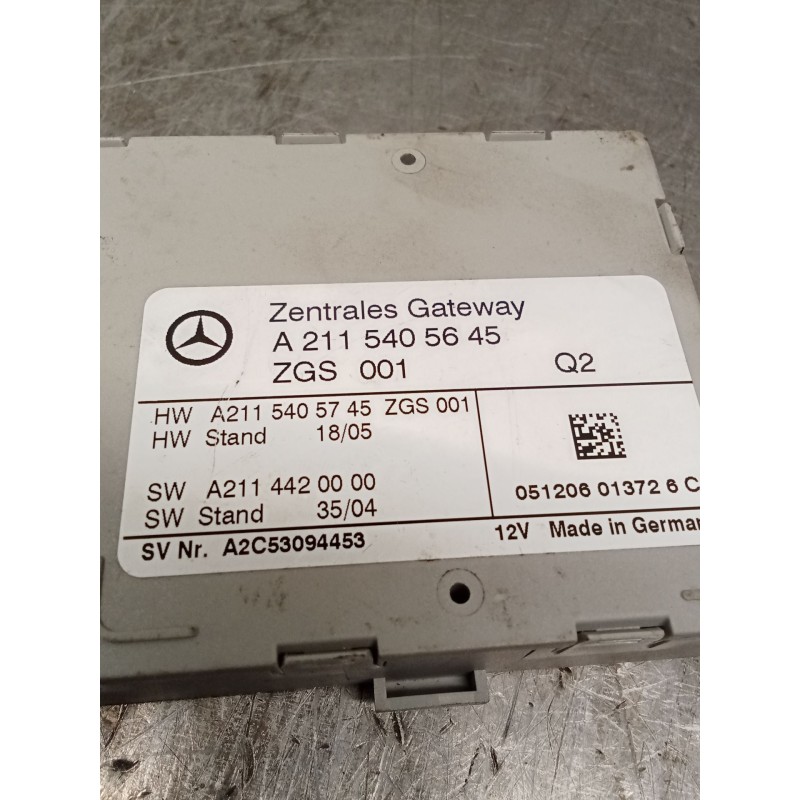 Zentrales Gateway
A 211 540 56 45
ZGS 001 Q2
HW A211 540 57 45 ZGS 001
HW Stand 18/05
SW A211 442 00 00
SW Stand 35/04
051206 01372 6 C
SV Nr. A2C53094453
12V Made in German